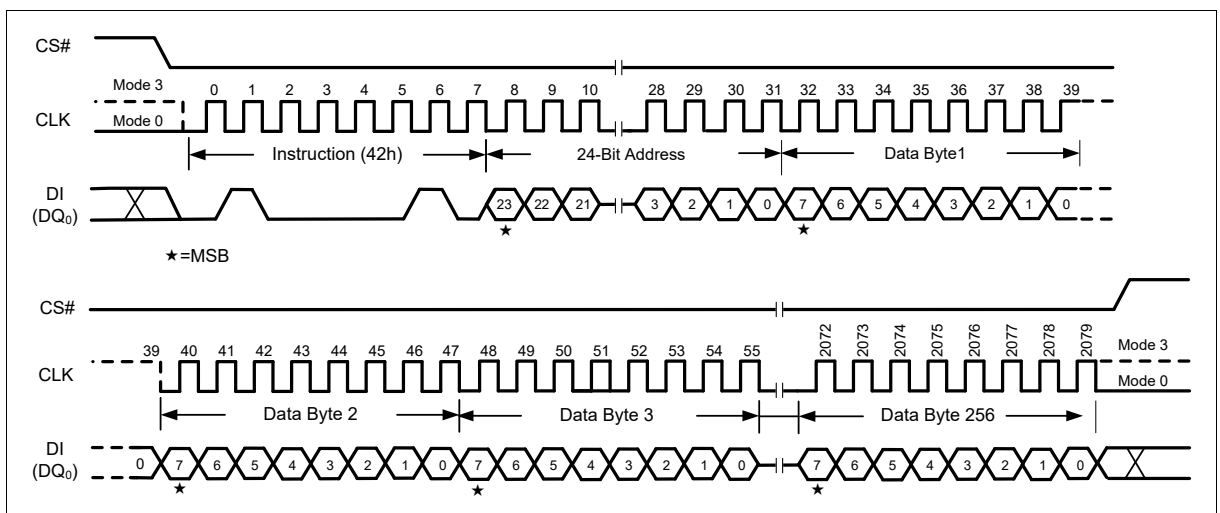 CS#
Mode 3
0 1 2 3 4 5 6 7 8 9 10 28 29 30 31 32 33 34 35 36 37 38 39
CLK
Mode 0
Instruction (42h) 24-Bit Address Data Byte1
DI
(DQ0)
23 22 21 3 2 1 0 7 6 5 4 3 2 1 0
★ ★
★=MSB
CS#
39 40 41 42 43 44 45 46 47 48 49 50 51 52 53 54 55 2072 2073 2074 2075 2076 2077 2078 2079
Mode 3
CLK
Mode 0
Data Byte 2 Data Byte 3 Data Byte 256
DI
(DQ0)
0 7 6 5 4 3 2 1 0 7 6 5 4 3 2 1 0 7 6 5 4 3 2 1 0
★ ★ ★